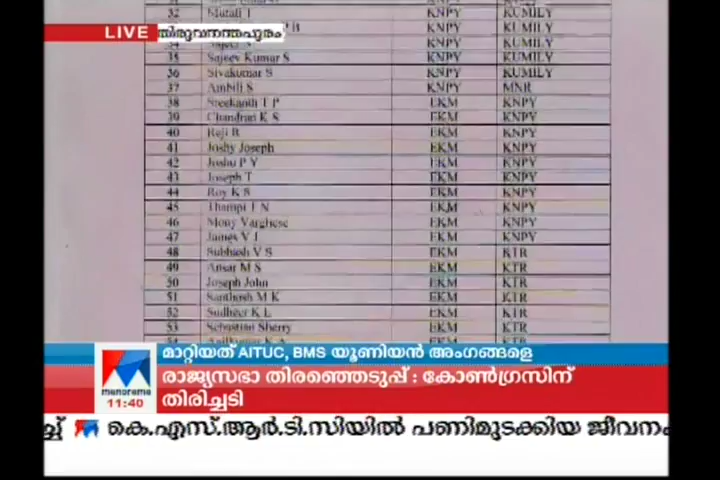 32 Murali T KNPY KUMILY
LIVE തിരുവനന്തപുരം B KNPY KUMILY
34 KNPY KUMILY
35 Sajeev Kumar S KNPY KUMILY
36 Sivakumar S KNPY KUMILY
37 Ambili S KNPY MNR
38 Sreekanth T P EKM KNPY
39 Chandran K S EKM KNPY
40 Reji R EKM KNPY
41 Joshy Joseph EKM KNPY
42 Joshu P Y EKM KNPY
43 Joseph T EKM KNPY
44 Roy K S EKM KNPY
45 Thampi T N EKM KNPY
46 Mony Varghese EKM KNPY
47 James V J EKM KNPY
48 Subhash V S EKM KTR
49 Ansar M S EKM KTR
50 Joseph John EKM KTR
51 Santhosh M K EKM KTR
52 Sudheer K L EKM KTR
53 Sebastian Sherry EKM KTR
54 Anilkumar K A EKM KTR
മാറ്റിയത് AITUC, BMS യൂണിയൻ അംഗങ്ങളെ
രാജ്യസഭാ തിരഞ്ഞെടുപ്പ് : കോൺഗ്രസിന്
തിരിച്ചടി
manorama
11:40
കെ.എസ്.ആർ.ടി.സിയിൽ പണിമുടക്കിയ ജീവനം